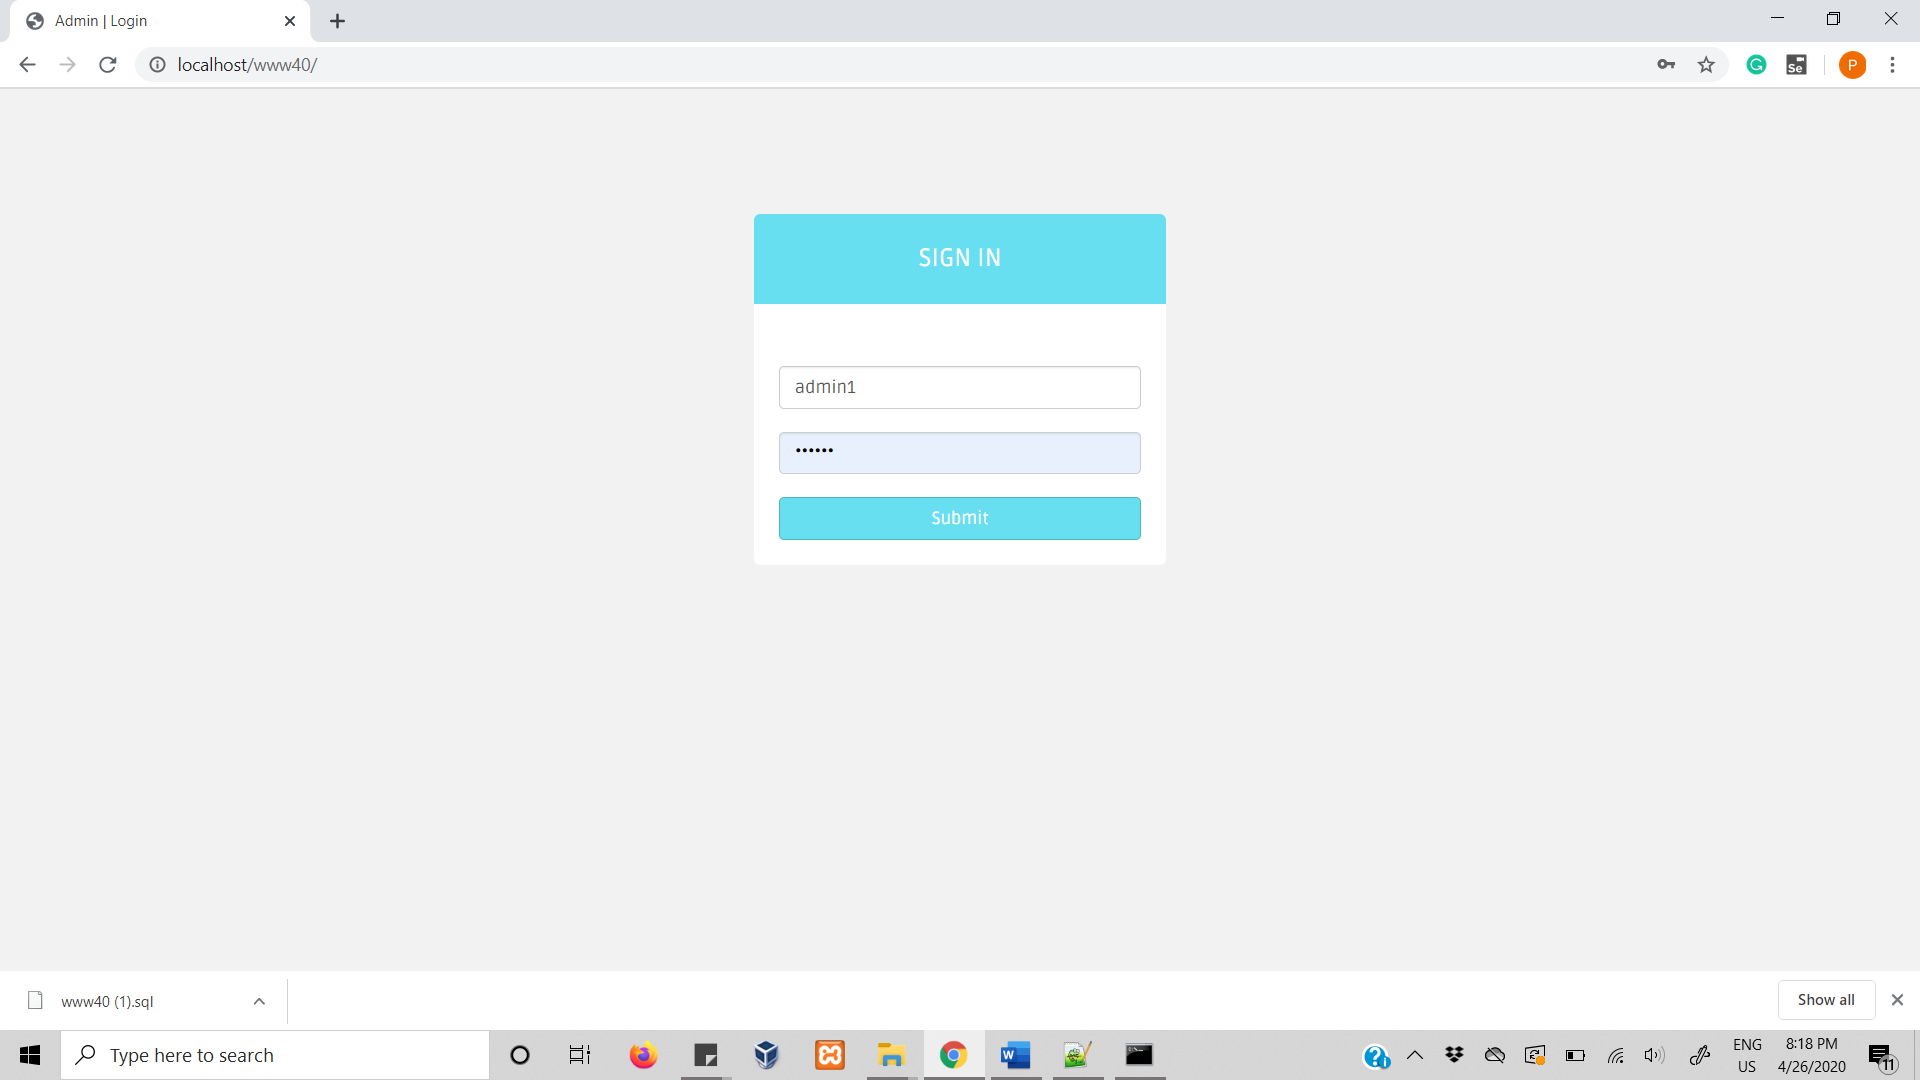 Admin | Login
localhost/www40/
Se
P
SIGN IN
admin1
••••••
Submit
www40 (1).sql
Show all
Type here to search
W
ENG
US
8:18 PM
4/26/2020
11